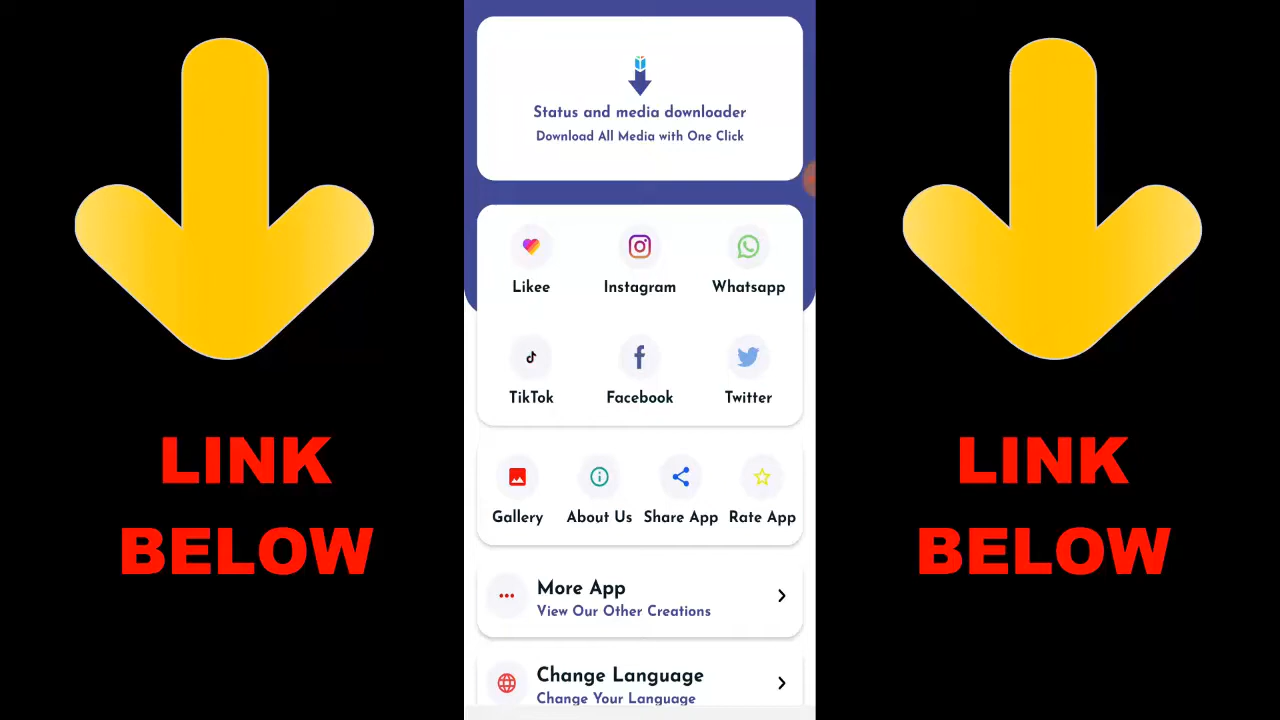 Status and media downloader
Download All Media with One Click
Likee Instagram Whatsapp
TikTok Facebook Twitter
LINK
BELOW
LINK
BELOW
Gallery About Us Share App Rate App
More App
View Our Other Creations
Change Language
Change Your Language